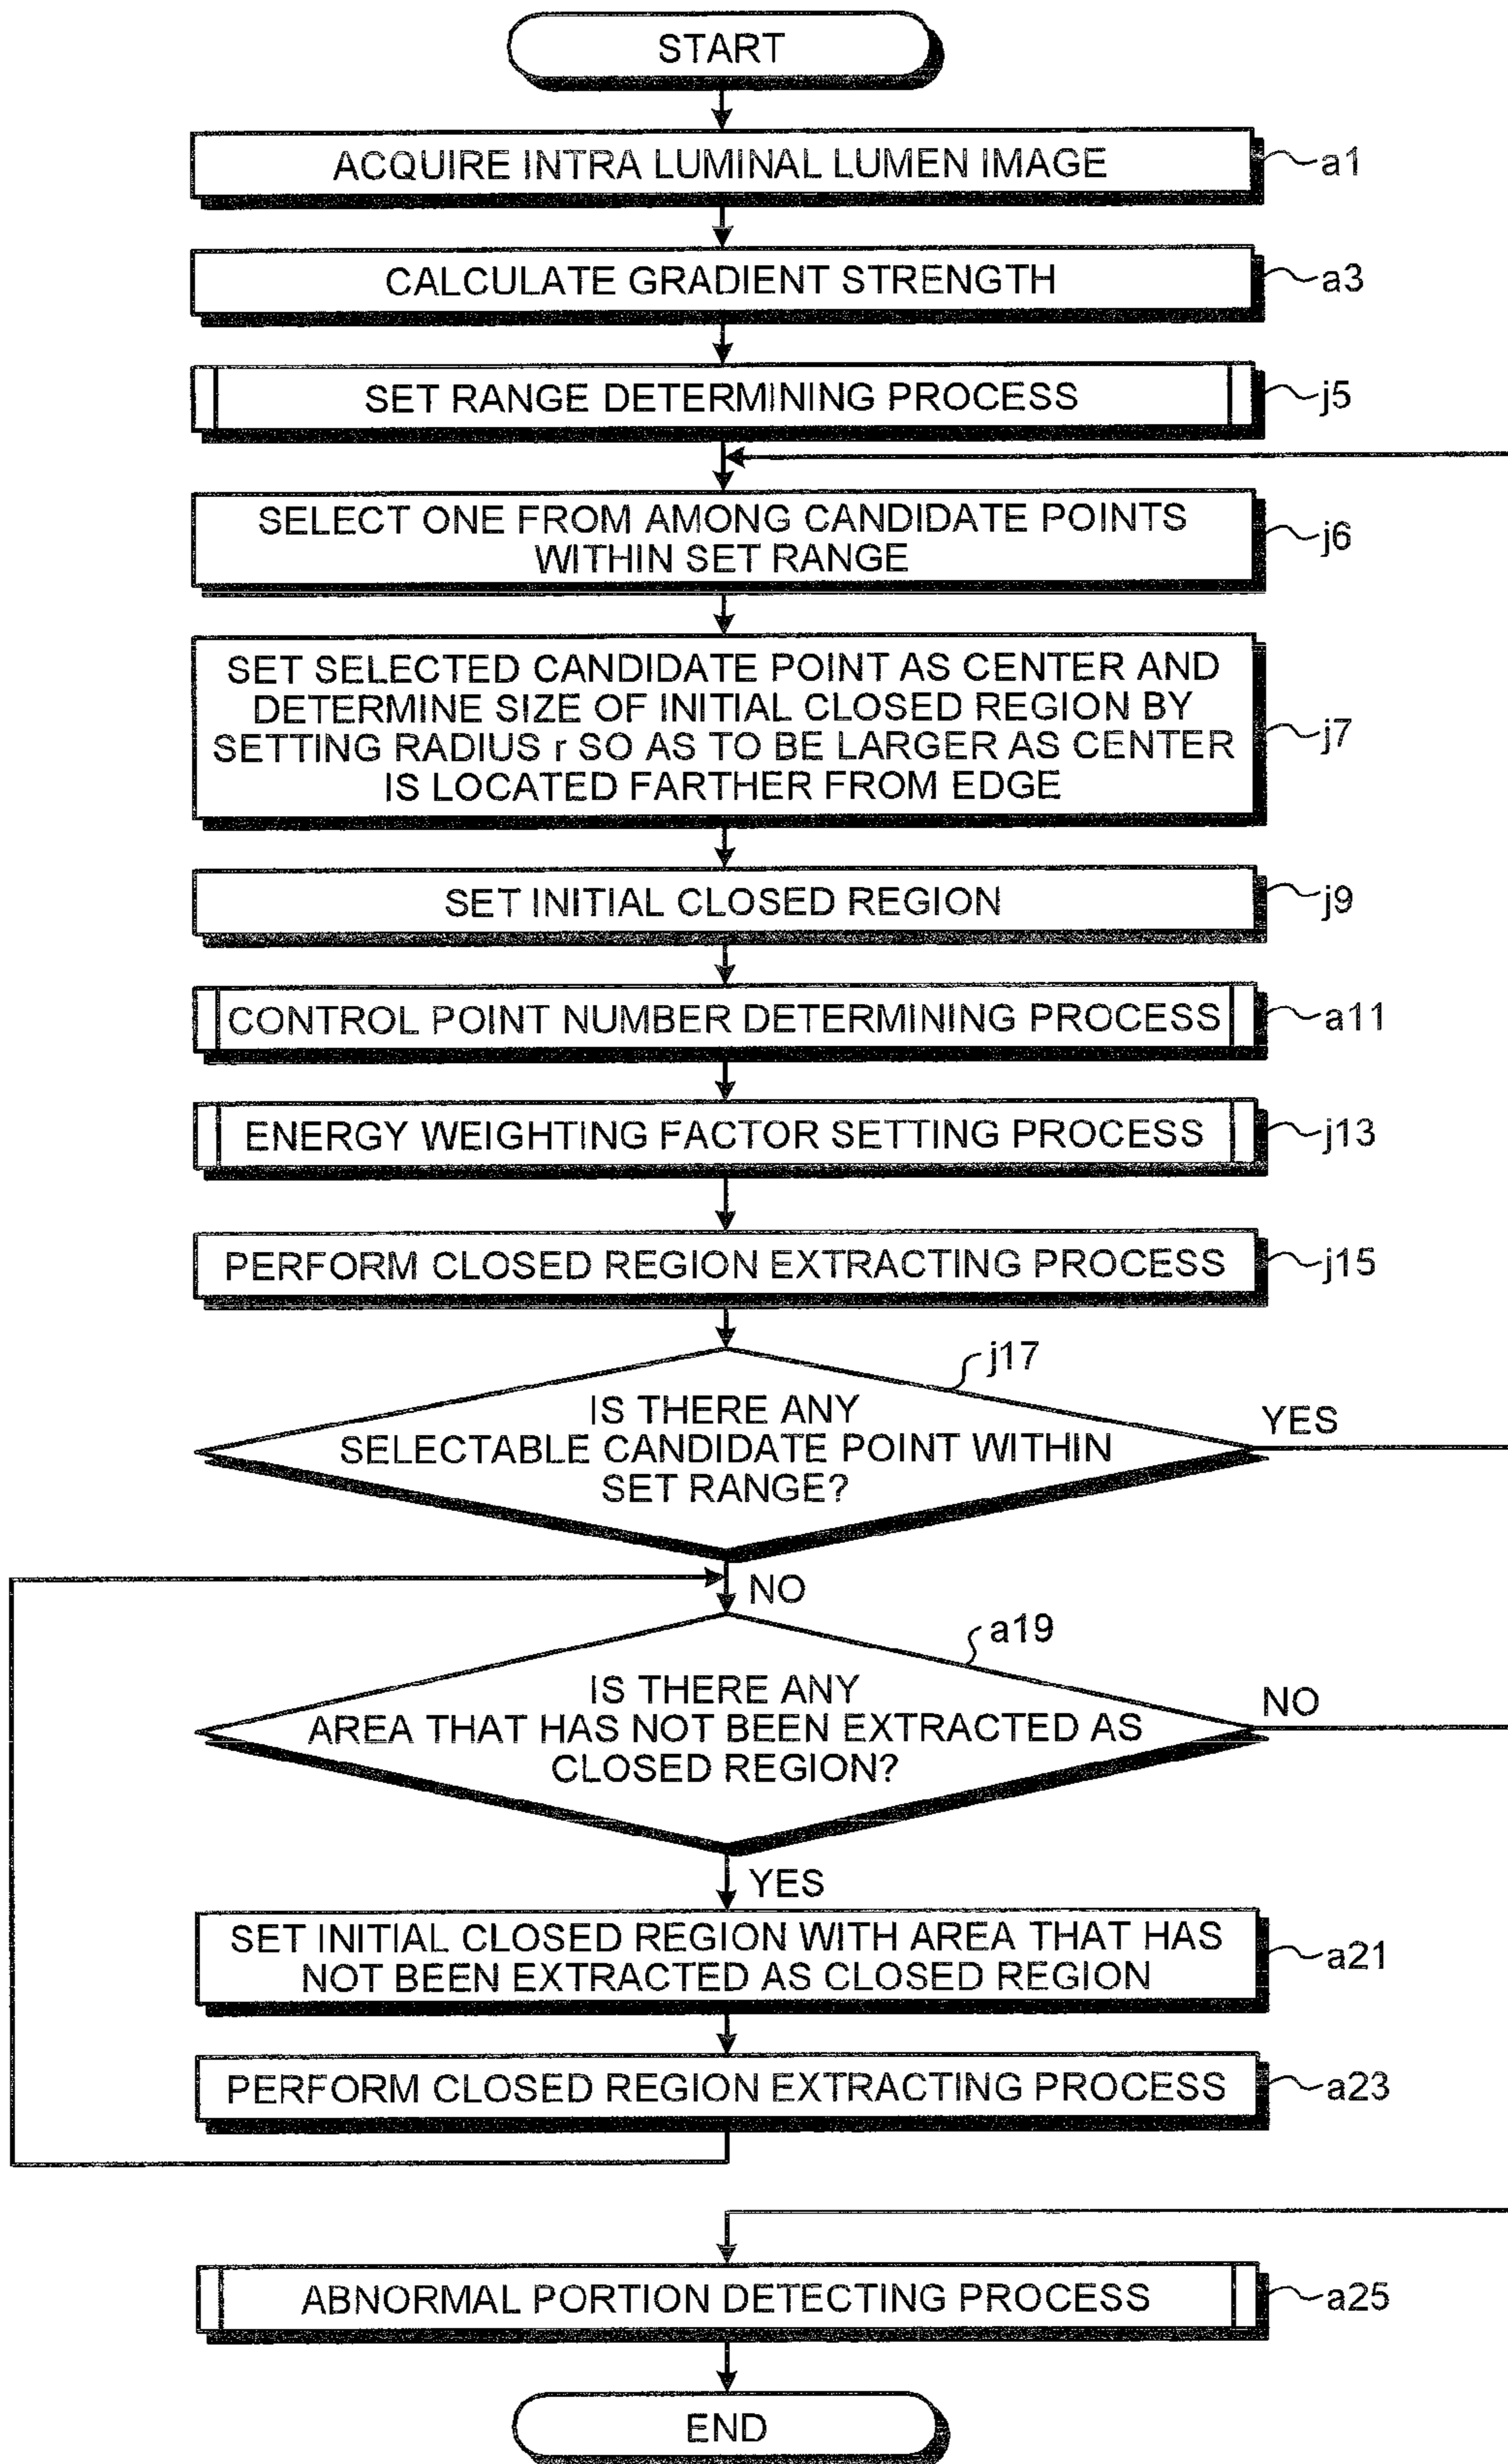 START
ACQUIRE INTRA LUMINAL LUMEN IMAGE
a1
CALCULATE GRADIENT STRENGTH
a3
SET RANGE DETERMINING PROCESS
j5
SELECT ONE FROM AMONG CANDIDATE POINTS
WITHIN SET RANGE
j6
SET SELECTED CANDIDATE POINT AS CENTER AND
DETERMINE SIZE OF INITIAL CLOSED REGION BY
SETTING RADIUS r SO AS TO BE LARGER AS CENTER
IS LOCATED FARTHER FROM EDGE
j7
SET INITIAL CLOSED REGION
j9
CONTROL POINT NUMBER DETERMINING PROCESS
a11
ENERGY WEIGHTING FACTOR SETTING PROCESS
j13
PERFORM CLOSED REGION EXTRACTING PROCESS
j15
j17
IS THERE ANY
SELECTABLE CANDIDATE POINT WITHIN
SET RANGE?
YES
NO
a19
IS THERE ANY
AREA THAT HAS NOT BEEN EXTRACTED AS
CLOSED REGION?
NO
YES
SET INITIAL CLOSED REGION WITH AREA THAT HAS
NOT BEEN EXTRACTED AS CLOSED REGION
a21
PERFORM CLOSED REGION EXTRACTING PROCESS
a23
ABNORMAL PORTION DETECTING PROCESS
a25
END